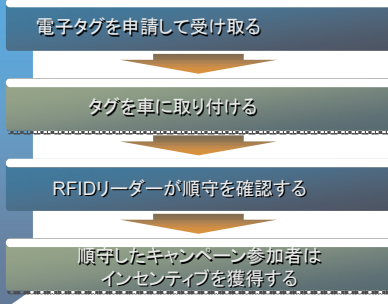 電子タグを申請して受け取る
タグを車に取り付ける
RFIDリーダーが順守を確認する
順守したキャンペーン参加者は
インセンティブを獲得する